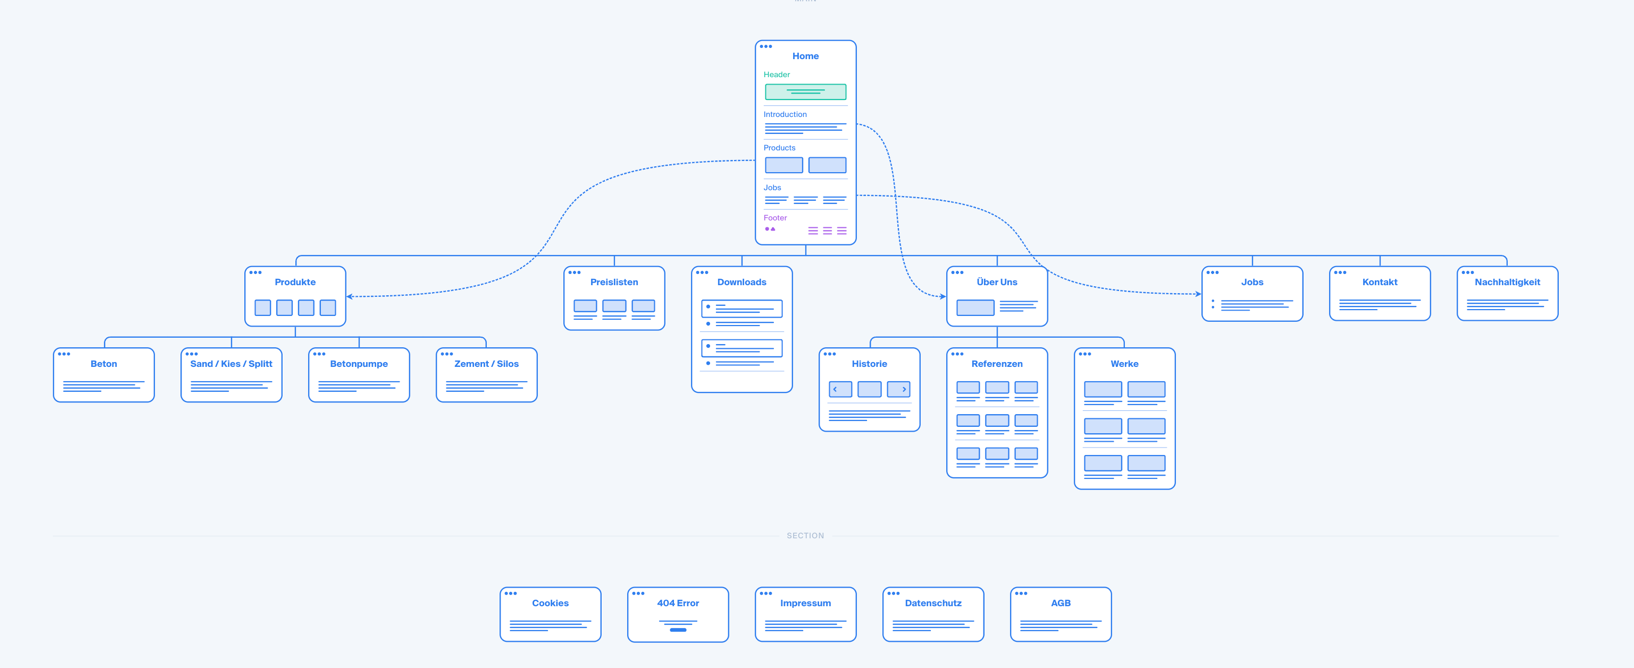 MAIN
Home
Header
Introduction
Products
Jobs
Footer
Produkte
Preislisten
Downloads
Über Uns
Jobs
Kontakt
Nachhaltigkeit
Beton
Sand / Kies / Splitt
Betonpumpe
Zement / Silos
Historie
Referenzen
Werke
SECTION
Cookies
404 Error
Impressum
Datenschutz
AGB